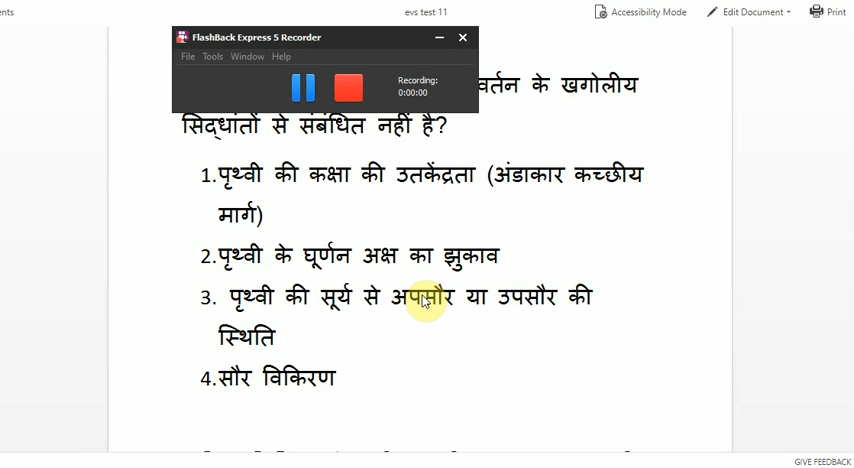 ents
evs test 11
Accessibility Mode
Edit Document
Print
FlashBack Express 5 Recorder
File Tools Window Help
Recording:
0:00:00
वर्तन के खगोलीय
सिद्धांतों से संबंधित नहीं है?
1.पृथ्वी की कक्षा की उतकेंद्रता (अंडाकार कच्छीय
मार्ग)
2.पृथ्वी के घूर्णन अक्ष का झुकाव
3. पृथ्वी की सूर्य से अपसौर या उपसौर की
स्थिति
4.सौर विकिरण
GIVE FEEDBACK